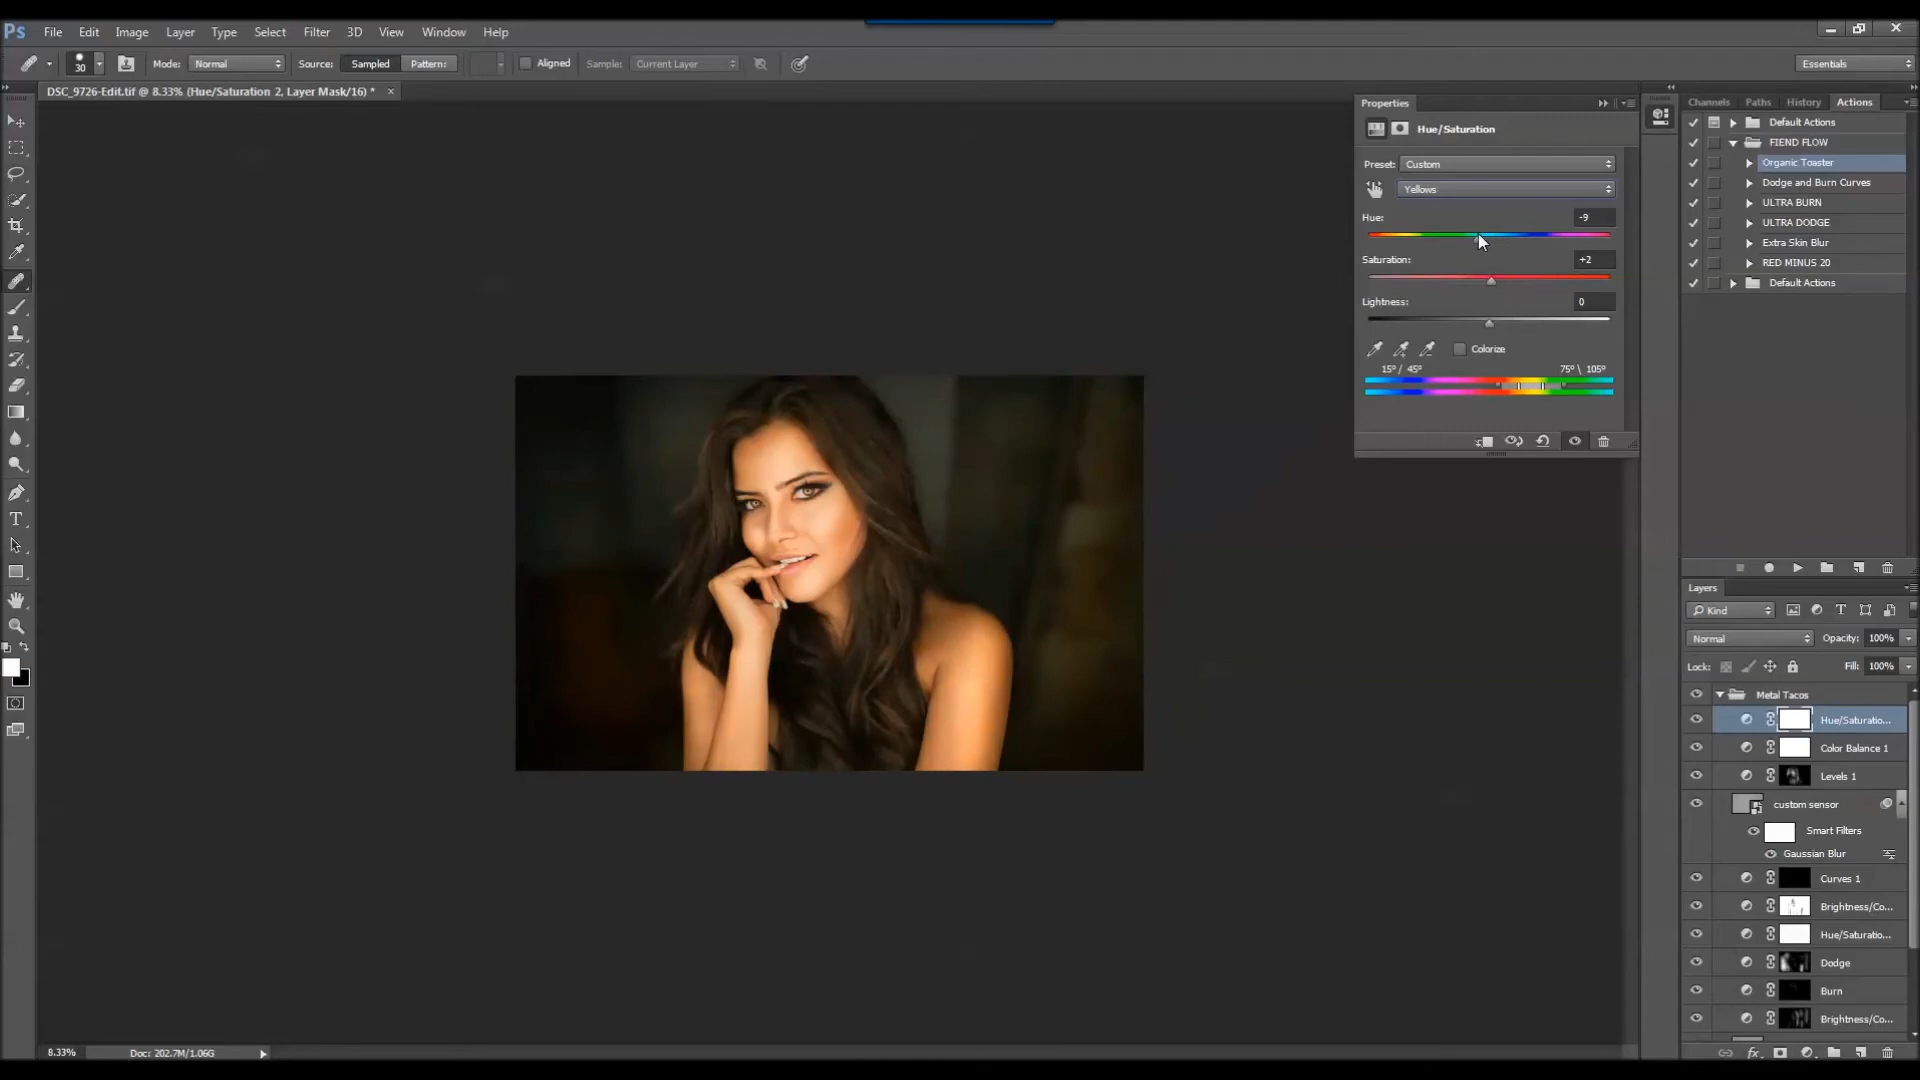 Ps File Edit Image Layer Type Select Filter 3D View Window Help
30 Mode: Normal Source: Sampled Pattern: Aligned Sample: Current Layer Essentials
DSC_9726-Edit.tif @ 8.33% (Hue/Saturation 2, Layer Mask/16) * ×
Properties
Hue/Saturation
Preset: Custom
Yellows
Hue: -9
Saturation: +2
Lightness: 0
Colorize
15°/ 45° 75° \ 105°
Channels Paths History Actions
Default Actions
FIEND FLOW
Organic Toaster
Dodge and Burn Curves
ULTRA BURN
ULTRA DODGE
Extra Skin Blur
RED MINUS 20
Default Actions
Layers
Kind
Normal Opacity: 100%
Lock: Fill: 100%
Metal Tacos
Hue/Saturatio...
Color Balance 1
Levels 1
custom sensor
Smart Filters
Gaussian Blur
Curves 1
Brightness/Co...
Hue/Saturatio...
Dodge
Burn
Brightness/Co...
fx
8.33% Doc: 202.7M/1.06G